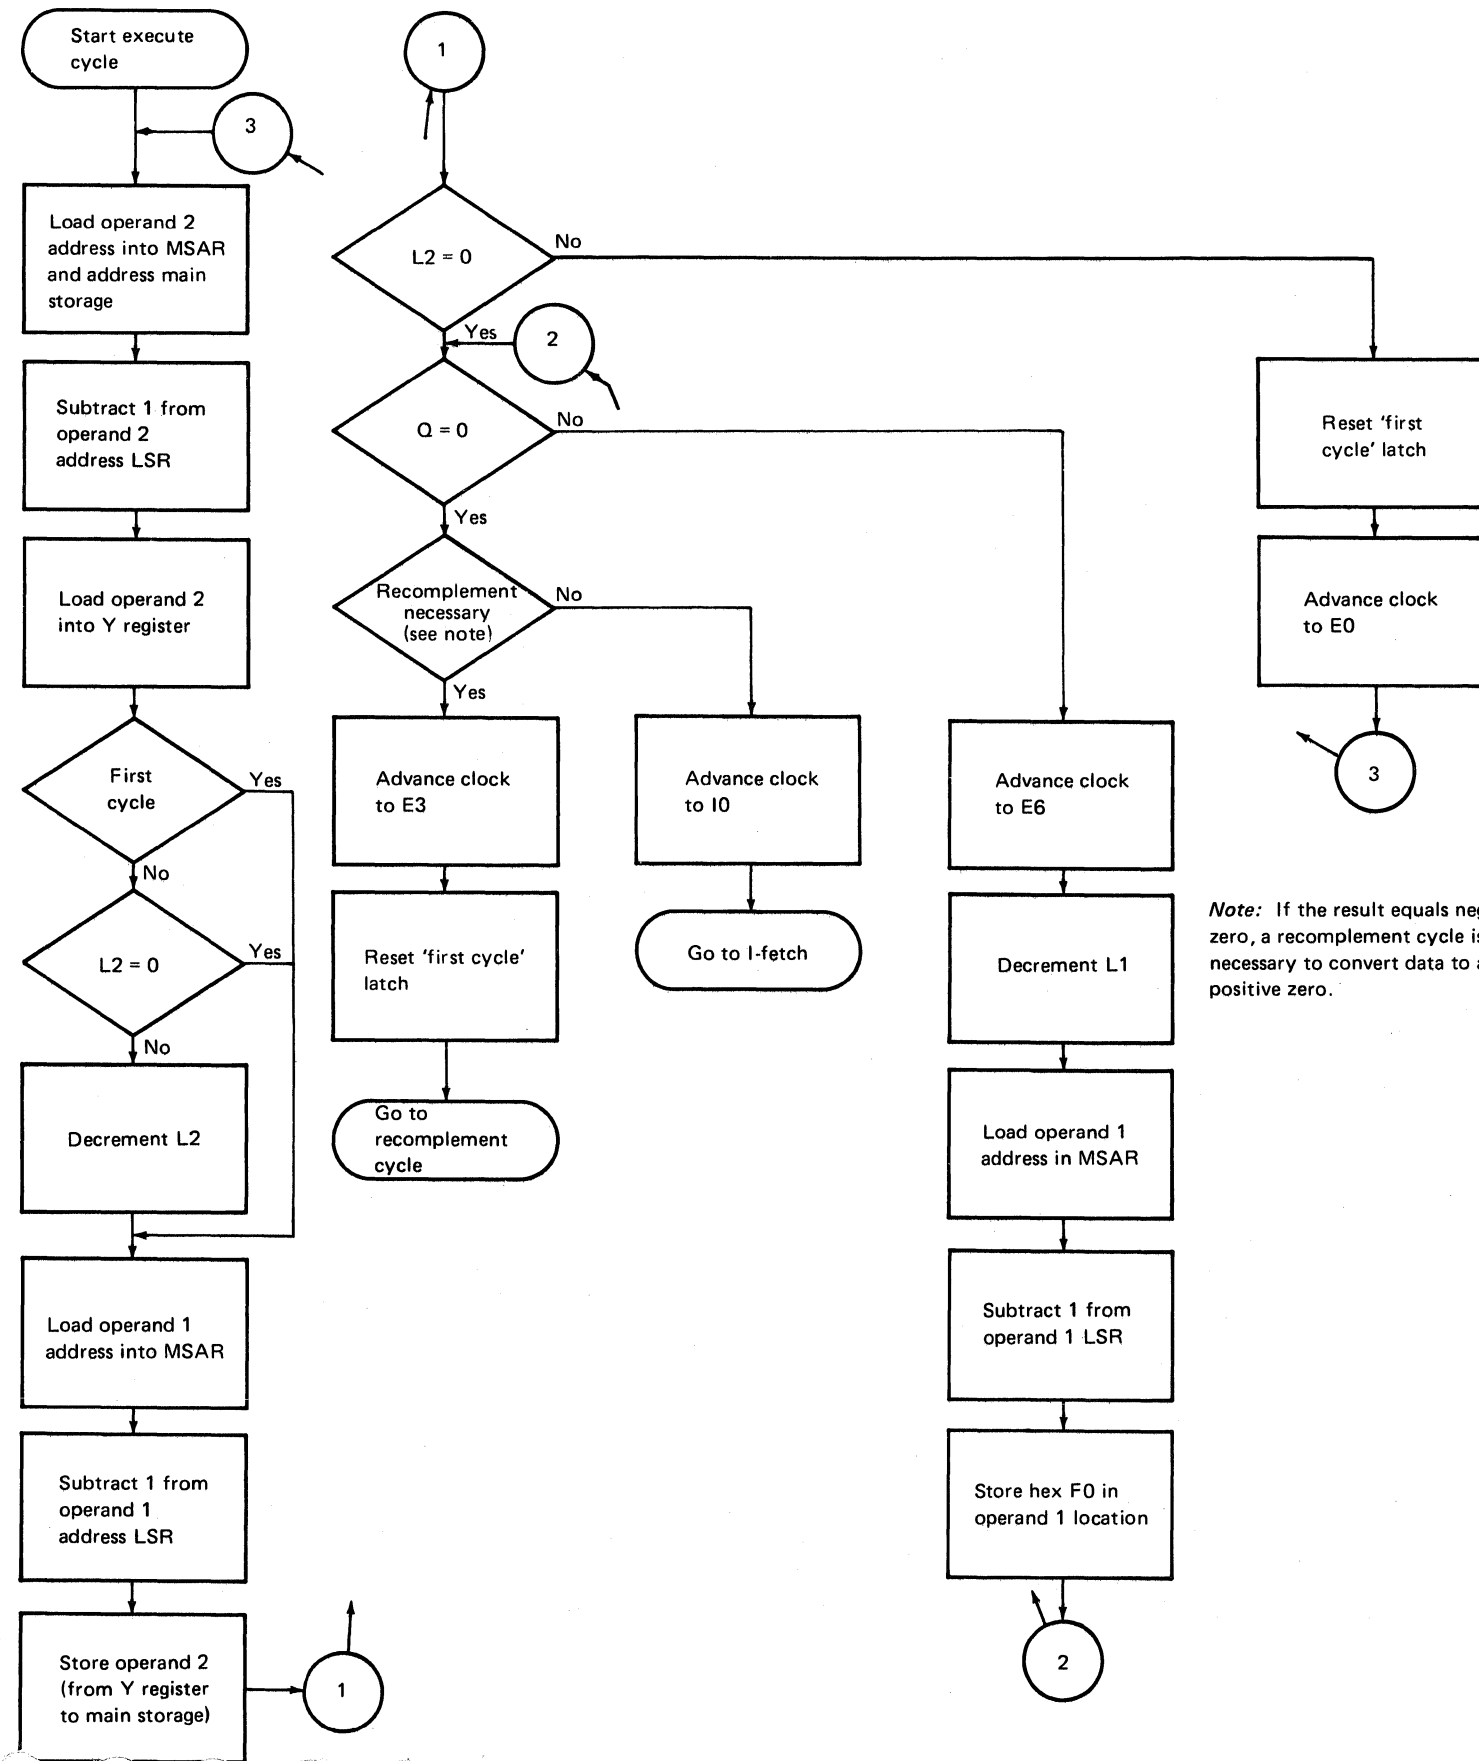 Start execute
cycle
3
Load operand 2
address into MSAR
and address main
storage
Subtract 1 from
operand 2
address LSR
Load operand 2
into Y register
First
cycle
Yes
No
L2 = 0
Yes
No
Decrement L2
Load operand 1
address into MSAR
Subtract 1 from
operand 1
address LSR
Store operand 2
(from Y register
to main storage)
1
1
L2 = 0
No
Yes
2
Q = 0
No
Yes
Recomplement
necessary
(see note)
No
Yes
Advance clock
to E3
Reset 'first cycle'
latch
Go to
recomplement
cycle
Advance clock
to I0
Go to I-fetch
Advance clock
to E6
Decrement L1
Load operand 1
address in MSAR
Subtract 1 from
operand 1 LSR
Store hex F0 in
operand 1 location
2
Reset 'first
cycle' latch
Advance clock
to E0
3
Note: If the result equals
zero, a recomplement cycle
necessary to convert data to
positive zero.